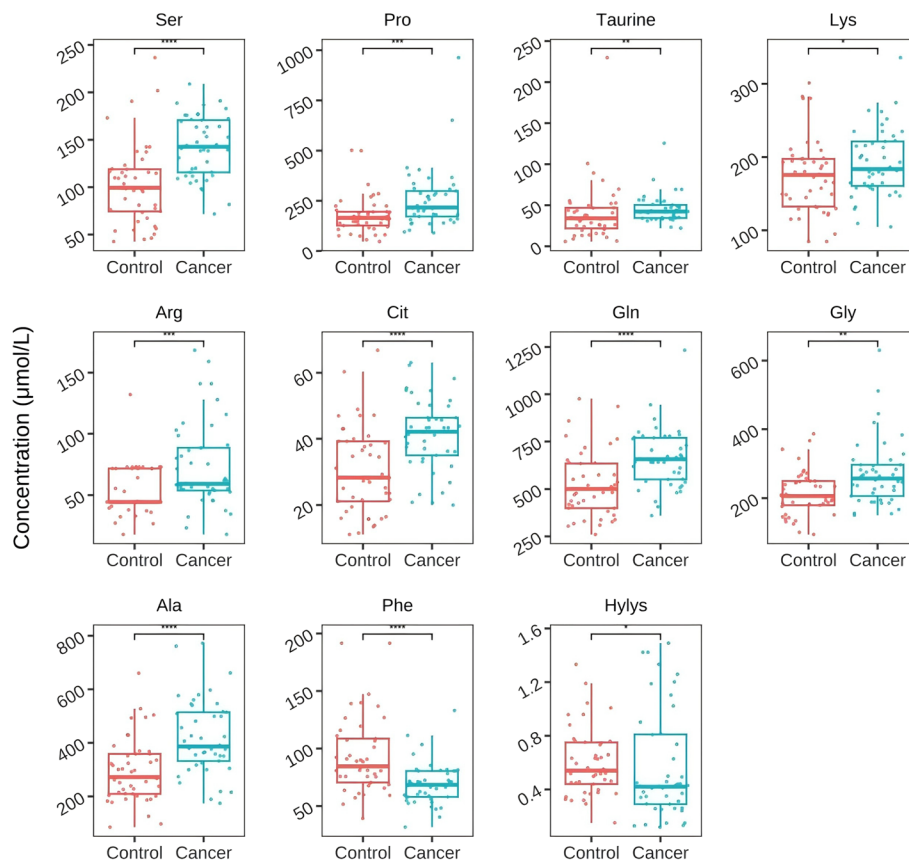 Ser Pro Taurine Lys
**** *** ** *
250 200 150 100 50
1000 750 500 250 0
250 200 150 100 50 0
300 200 100
Control Cancer Control Cancer Control Cancer Control Cancer
Concentration (μmol/L)
Arg Cit Gln Gly
*** **** **** **
150 100 50
60 40 20
1250 1000 750 500 250
600 400 200
Control Cancer Control Cancer Control Cancer Control Cancer
Ala Phe Hylys
**** **** *
800 600 400 200
200 150 100 50
1.6 1.2 0.8 0.4
Control Cancer Control Cancer Control Cancer